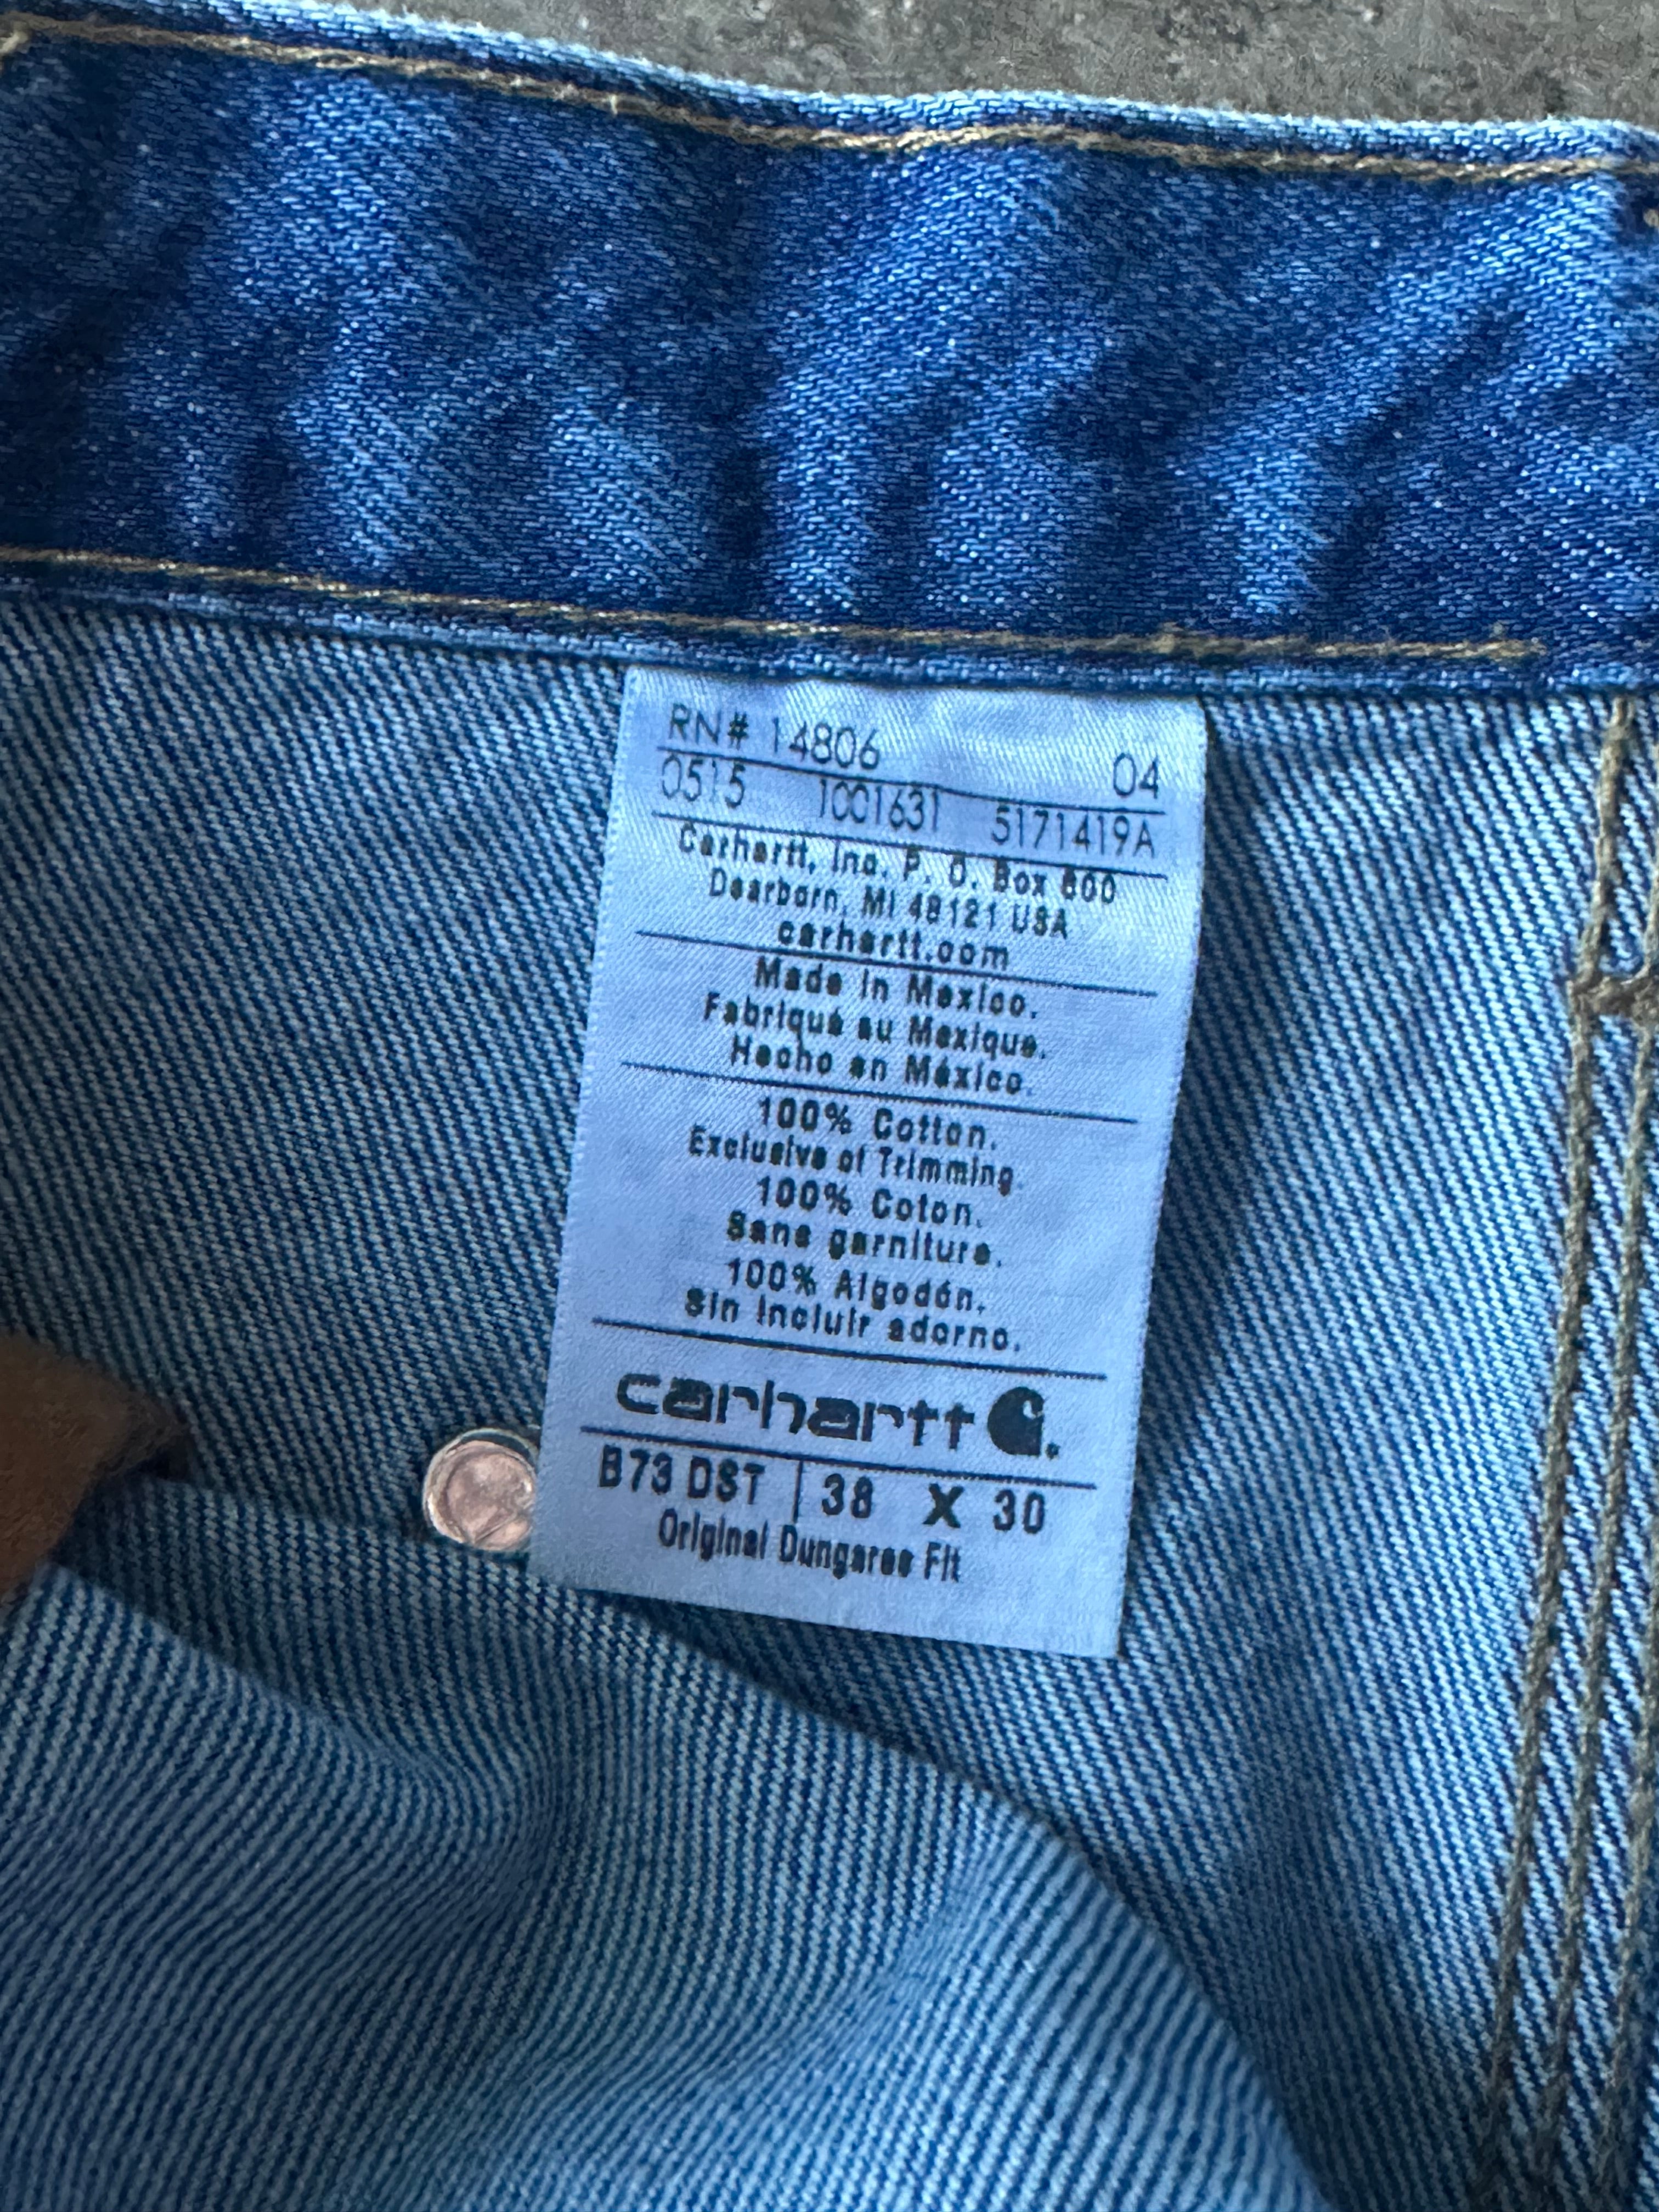 RN# 14806 04
0515 1001631 5171419A
Carhartt, Inc. P. O. Box 600
Dearborn, MI 48121 USA
carhartt.com
Made in Mexico.
Fabriqué au Mexique.
Hecho en México.
100% Cotton.
Exclusive of Trimming.
100% Coton.
Sans garniture.
100% Algodón.
Sin incluir adorno.
carhartt
B73 DST | 38 X 30
Original Dungaree Fit